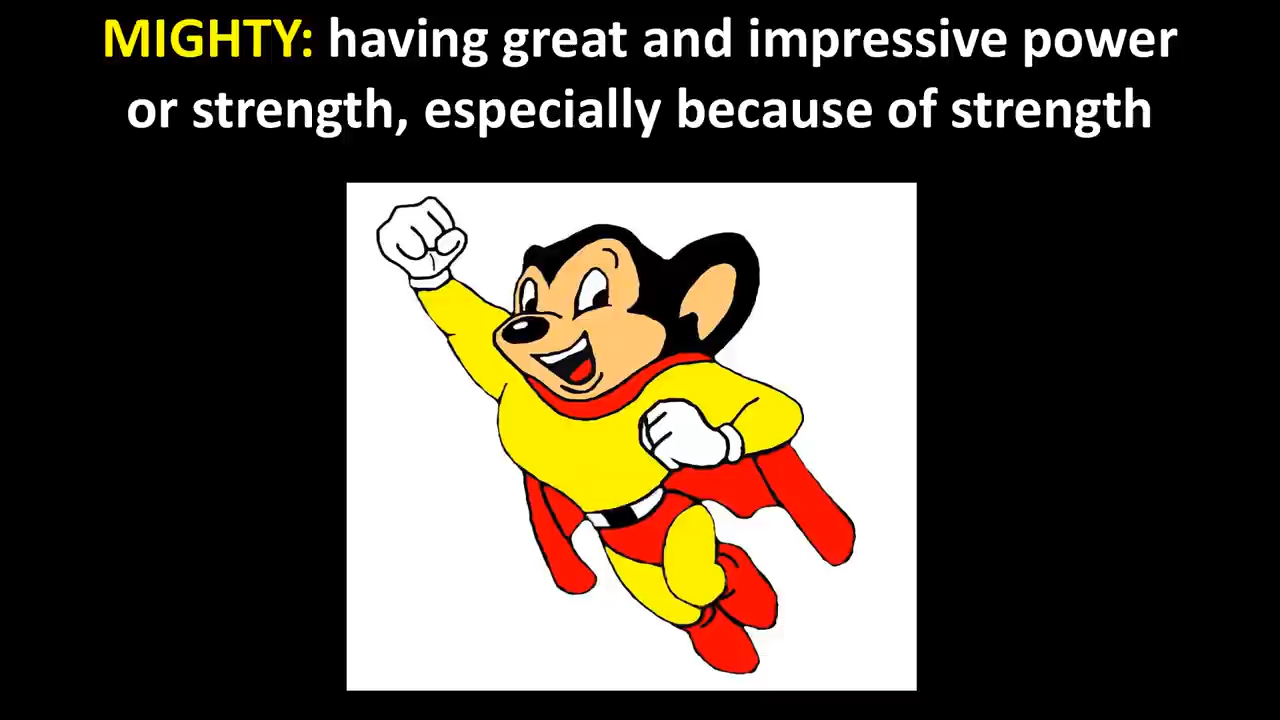 MIGHTY: having great and impressive power
or strength, especially because of strength